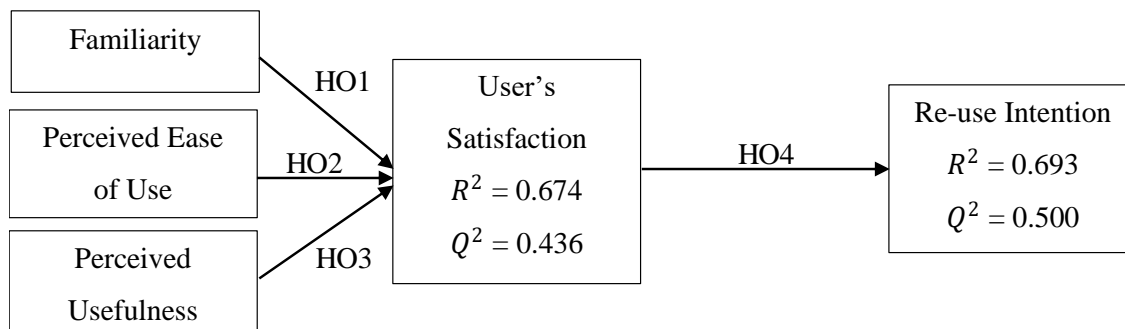 Familiarity
HO1
Perceived Ease
of Use
HO2
Perceived
Usefulness
HO3
User’s
Satisfaction
𝑅² = 0.674
𝑄² = 0.436
HO4
Re-use Intention
𝑅² = 0.693
𝑄² = 0.500